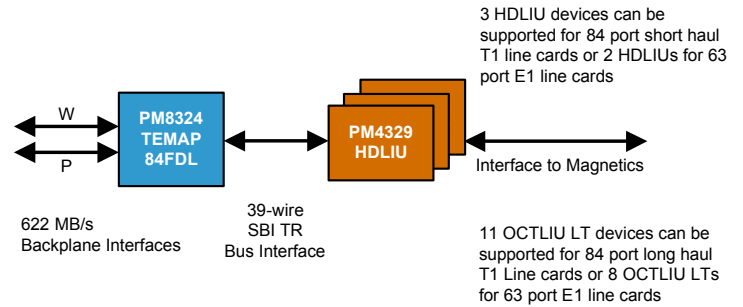 3 HDLIU devices can be
supported for 84 port short haul
T1 line cards or 2 HDLIUs for 63
port E1 line cards
W
P
PM8324
TEMAP
84FDL
PM4329
HDLIU
Interface to Magnetics
622 MB/s
Backplane Interfaces
39-wire
SBI TR
Bus Interface
11 OCTLIU LT devices can be
supported for 84 port long haul
T1 Line cards or 8 OCTLIU LTs
for 63 port E1 line cards